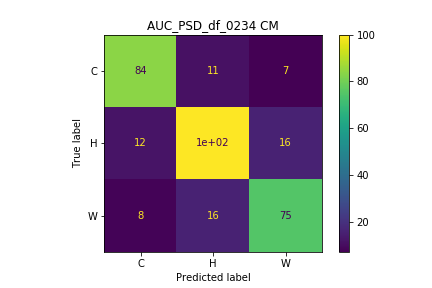 AUC_PSD_df_0234 CM
C 84 11 7
H 12 1e+02 16
W 8 16 75
C H W
Predicted label
True label
100
80
60
40
20